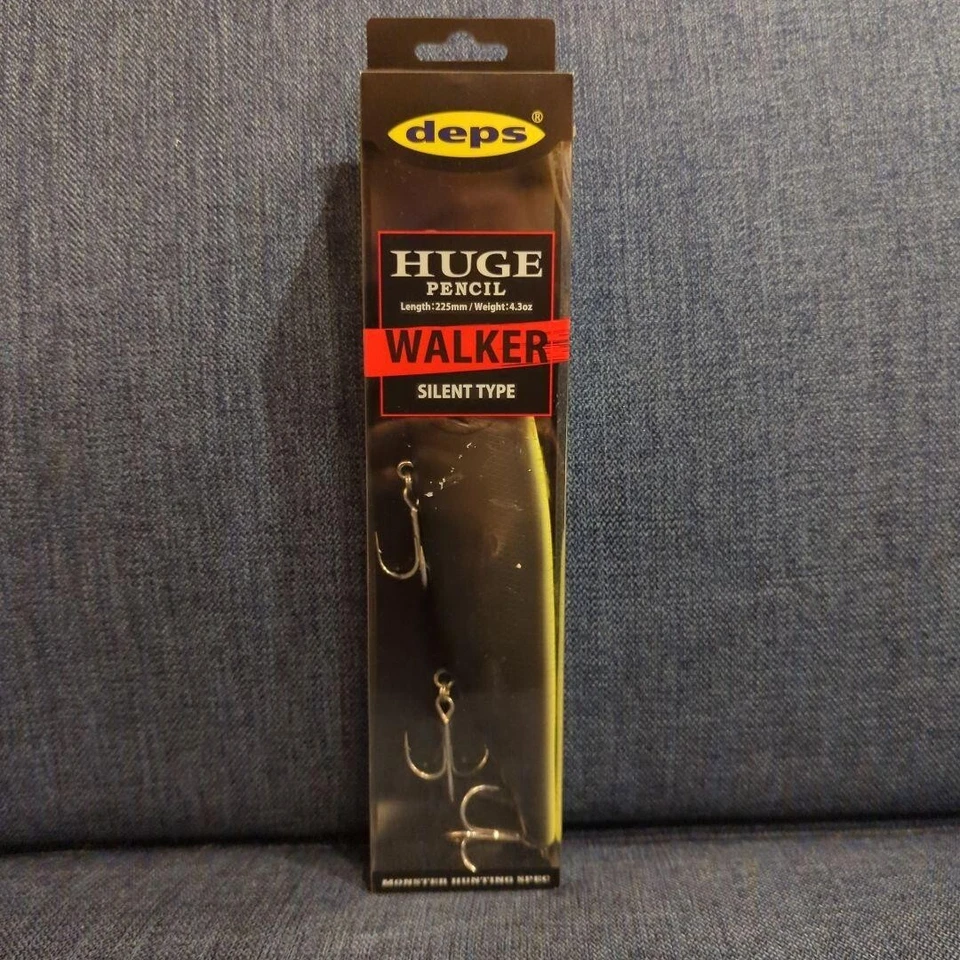 deps®
HUGE
PENCIL
Length:225mm / Weight:4.3oz
WALKER
SILENT TYPE
MONSTER HUNTING SPEC